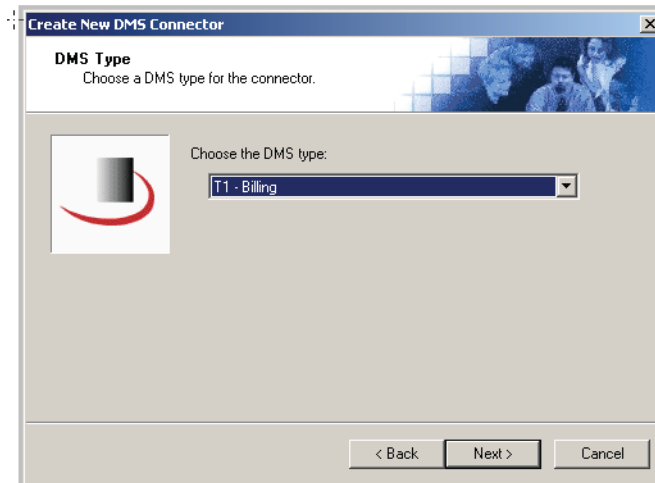 Create New DMS Connector
DMS Type
Choose a DMS type for the connector.
Choose the DMS type:
T1 - Billing
< Back
Next >
Cancel